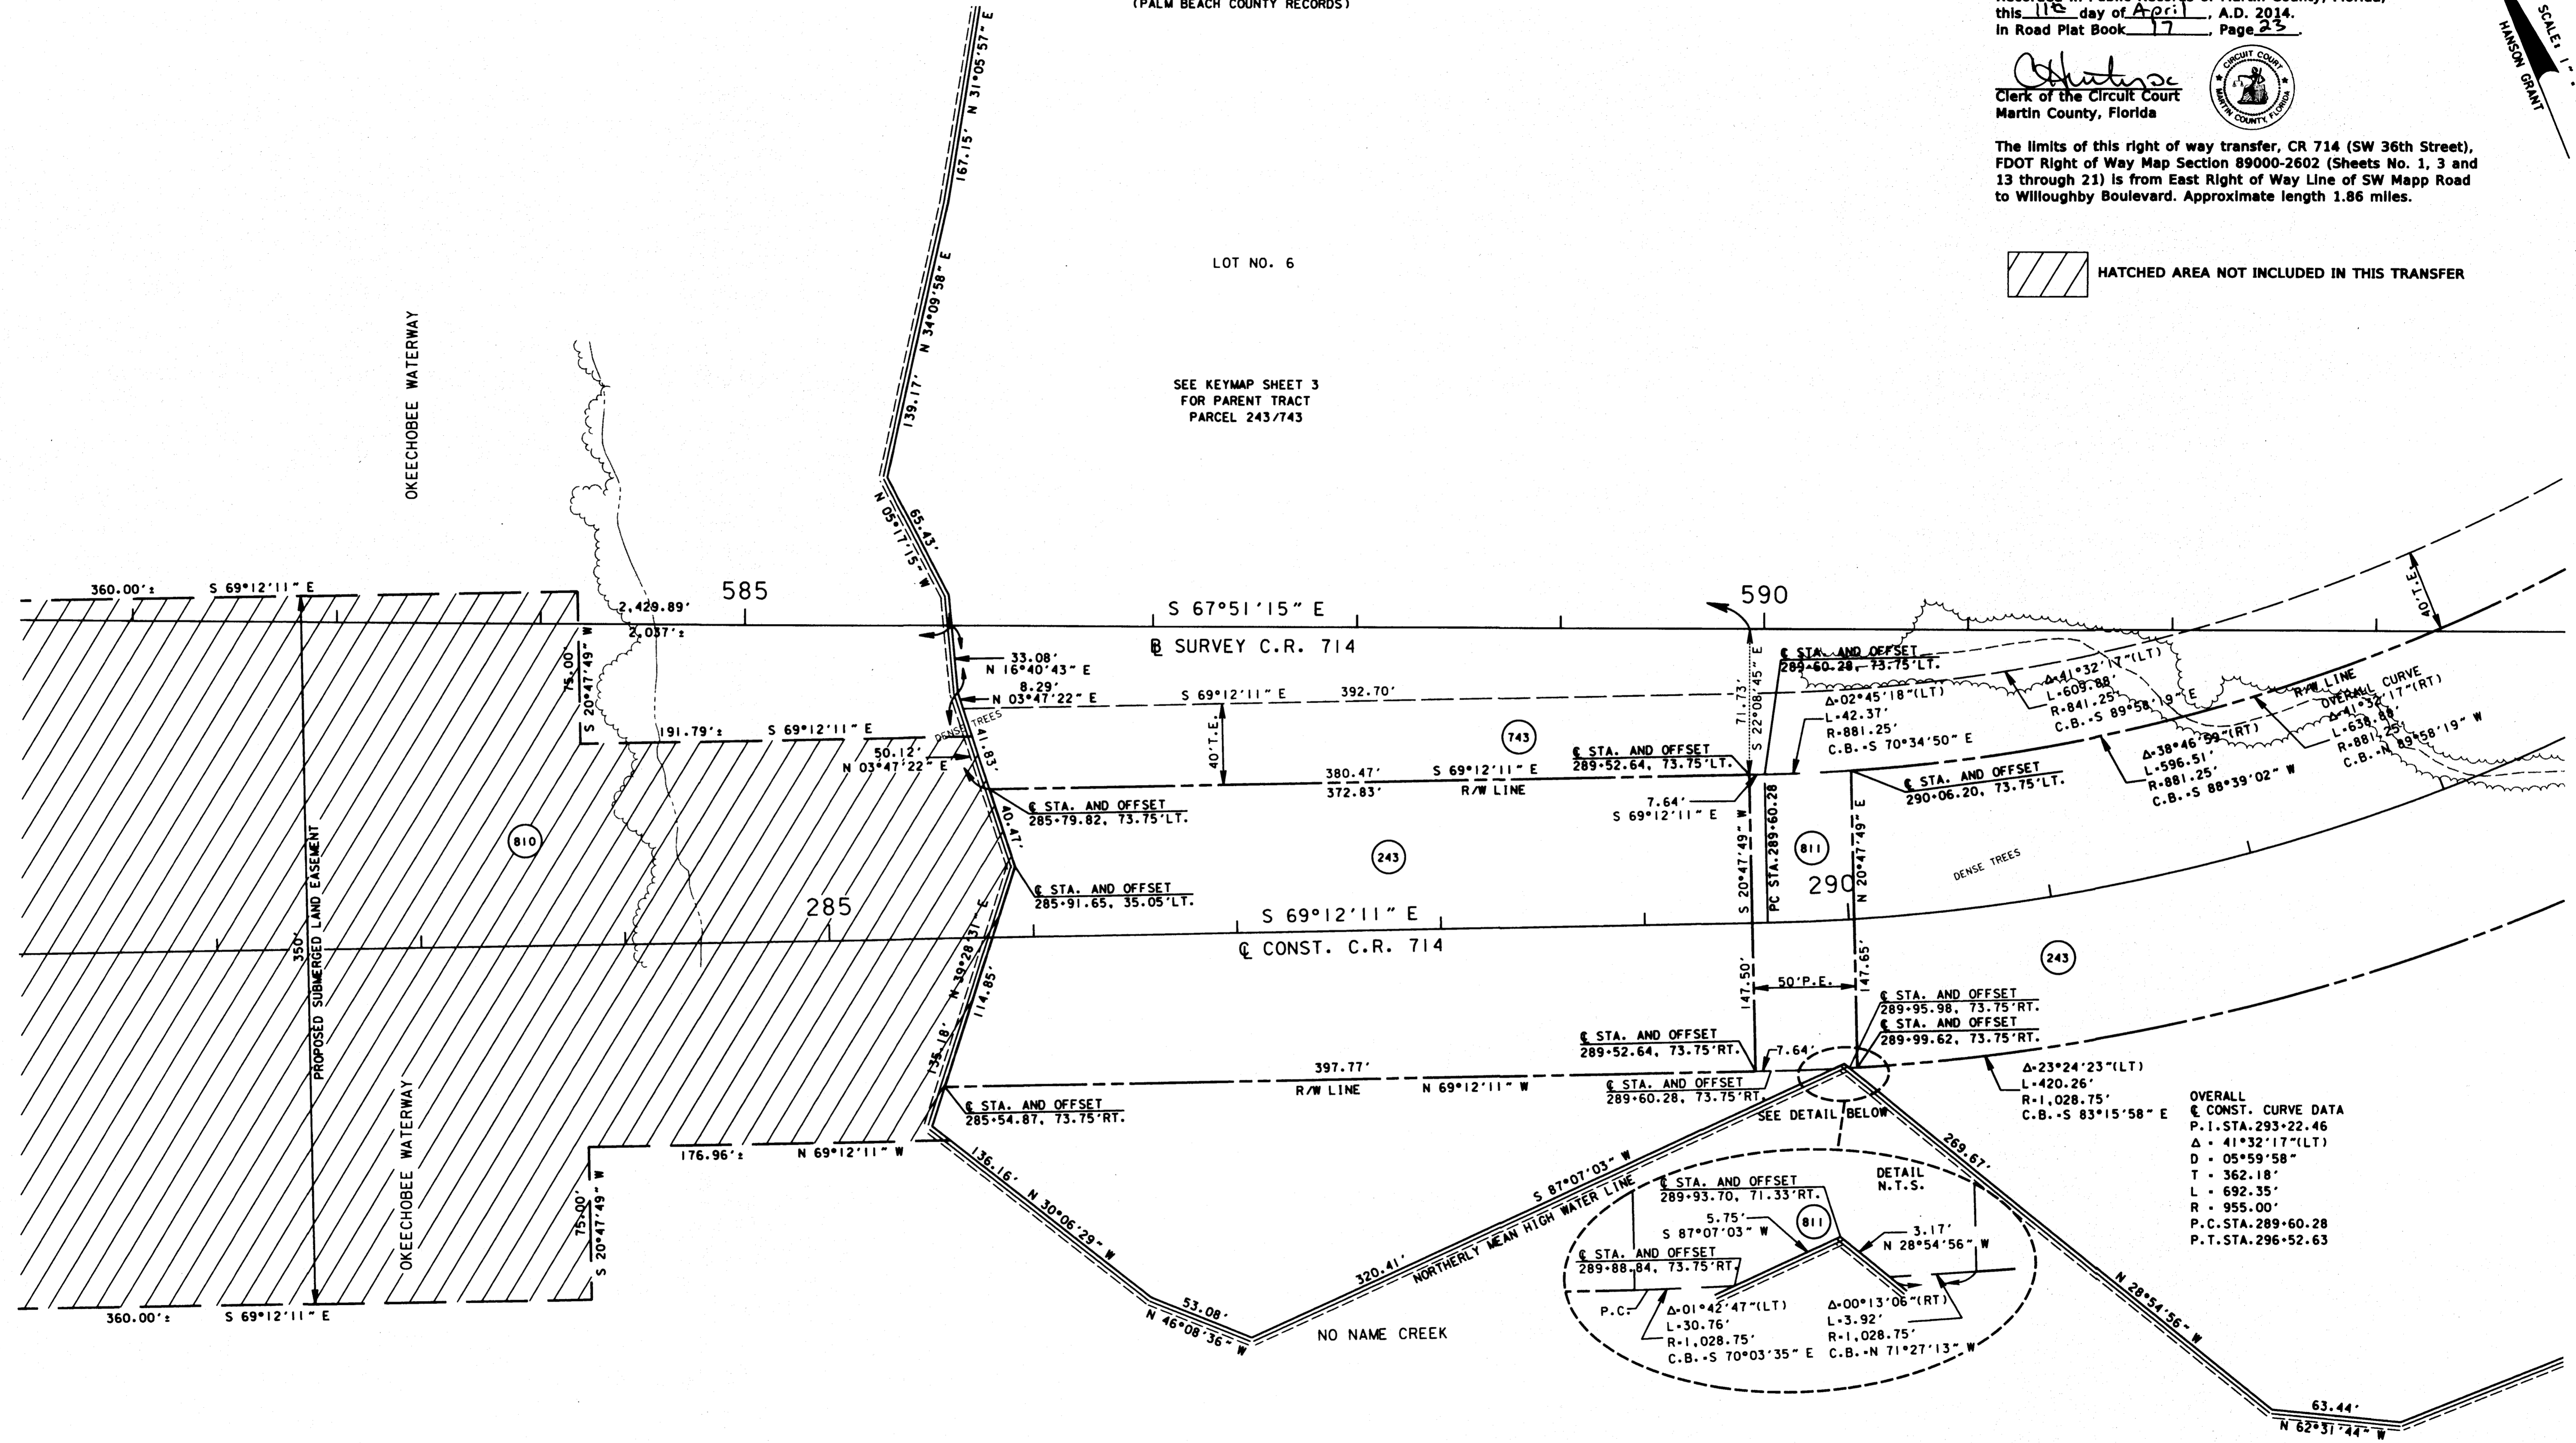 (PALM BEACH COUNTY RECORDS)
this 11th day of April, A.D. 2014.
in Road Plat Book 17, Page 23.
Clerk of the Circuit Court
Martin County, Florida
CIRCUIT COURT
MARTIN COUNTY, FLORIDA
SCALE: 1"
HANSON GRANT
The limits of this right of way transfer, CR 714 (SW 36th Street),
FDOT Right of Way Map Section 89000-2602 (Sheets No. 1, 3 and
13 through 21) is from East Right of Way Line of SW Mapp Road
to Willoughby Boulevard. Approximate length 1.86 miles.
HATCHED AREA NOT INCLUDED IN THIS TRANSFER
167.15' N 31°05'57" E
139.17' N 34°09'58" E
LOT NO. 6
SEE KEYMAP SHEET 3
FOR PARENT TRACT
PARCEL 243/743
OKEECHOBEE WATERWAY
65.43'
N 05°17'15" W
360.00'± S 69°12'11" E
2,429.89'
2,037'±
585
S 67°51'15" E
590
℄ SURVEY C.R. 714
75.00'
S 20°47'49" W
33.08'
N 16°40'43" E
8.29'
N 03°47'22" E
S 69°12'11" E 392.70'
DENSE TREES
191.79'± S 69°12'11" E
50.12'
N 03°47'22" E
41.83'
40'T.E.
743
71.73'
S 22°08'45" E
℄ STA. AND OFFSET
289+60.28, 73.75'LT.
Δ=02°45'18"(LT)
L=42.37'
R=881.25'
C.B.=S 70°34'50" E
Δ=41°32'17"(LT)
L=609.88'
R=841.25'
C.B.=S 89°58'19" E
40'T.E.
R/W LINE
OVERALL CURVE
Δ=41°32'17"(RT)
L=638.88'
R=881.25'
C.B.=N 89°58'19" W
Δ=38°46'59"(RT)
L=596.51'
R=881.25'
C.B.=S 88°39'02" W
℄ STA. AND OFFSET
289+52.64, 73.75'LT.
380.47' S 69°12'11" E
372.83' R/W LINE
7.64'
S 69°12'11" E
℄ STA. AND OFFSET
290+06.20, 73.75'LT.
℄ STA. AND OFFSET
285+79.82, 73.75'LT.
40.47'
810
243
811
S 20°47'49" W
PC STA.289+60.28
N 20°47'49" E
290
DENSE TREES
PROPOSED SUBMERGED LAND EASEMENT
350'
285
℄ STA. AND OFFSET
285+91.65, 35.05'LT.
S 69°12'11" E
℄ CONST. C.R. 714
N 39°28'31" E
114.85'
135.18'
147.50'
50'P.E.
147.65'
243
℄ STA. AND OFFSET
289+95.98, 73.75'RT.
℄ STA. AND OFFSET
289+99.62, 73.75'RT.
℄ STA. AND OFFSET
289+52.64, 73.75'RT.
7.64'
397.77'
R/W LINE N 69°12'11" W
℄ STA. AND OFFSET
289+60.28, 73.75'RT.
SEE DETAIL BELOW
℄ STA. AND OFFSET
285+54.87, 73.75'RT.
Δ=23°24'23"(LT)
L=420.26'
R=1,028.75'
C.B.=S 83°15'58" E
OVERALL
℄ CONST. CURVE DATA
P.I.STA.293+22.46
Δ = 41°32'17"(LT)
D = 05°59'58"
T = 362.18'
L = 692.35'
R = 955.00'
P.C.STA.289+60.28
P.T.STA.296+52.63
OKEECHOBEE WATERWAY
176.96'± N 69°12'11" W
75.00'
S 20°47'49" W
360.00'± S 69°12'11" E
136.16' N 30°06'29" W
53.08'
N 46°08'36" W
320.41'
S 87°07'03" W
NORTHERLY MEAN HIGH WATER LINE
NO NAME CREEK
DETAIL
N.T.S.
℄ STA. AND OFFSET
289+93.70, 71.33'RT.
5.75'
S 87°07'03" W
811
3.17'
N 28°54'56" W
℄ STA. AND OFFSET
289+88.84, 73.75'RT.
P.C.
Δ=01°42'47"(LT)
L=30.76'
R=1,028.75'
C.B.=S 70°03'35" E
Δ=00°13'06"(RT)
L=3.92'
R=1,028.75'
C.B.=N 71°27'13" W
269.67'
N 28°54'56" W
63.44'
N 62°31'44" W